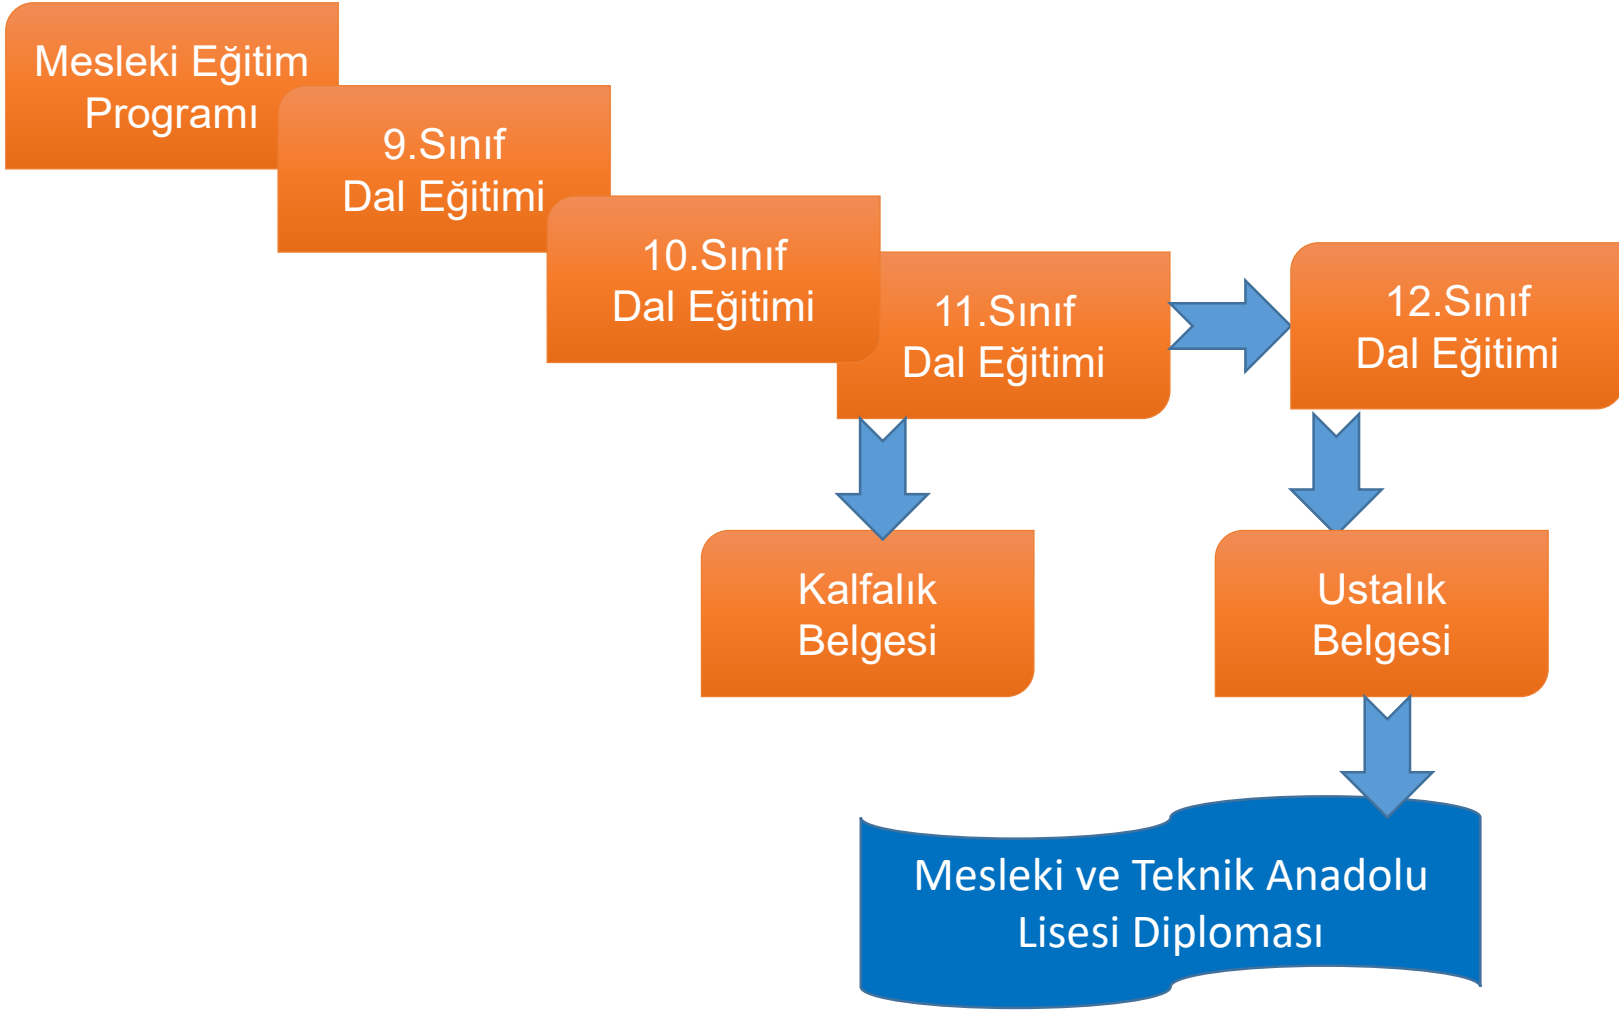 Mesleki Eğitim
Programı
9.Sınıf
Dal Eğitimi
10.Sınıf
Dal Eğitimi
11.Sınıf
Dal Eğitimi
12.Sınıf
Dal Eğitimi
Kalfalık
Belgesi
Ustalık
Belgesi
Mesleki ve Teknik Anadolu
Lisesi Diploması